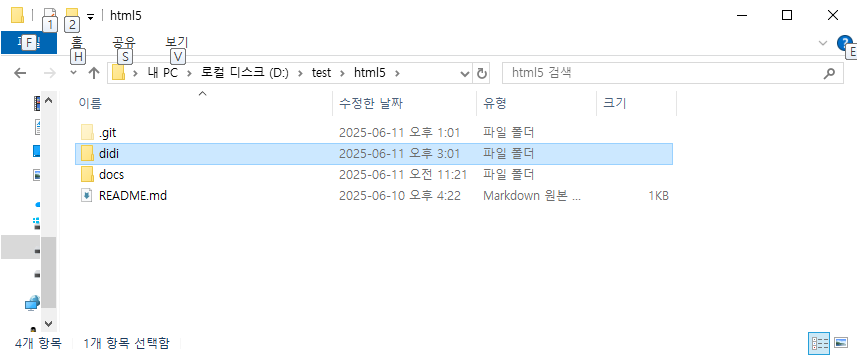 html5
1 2
파일 홈 공유 보기
F H S V E
내 PC 로컬 디스크 (D:) test html5
html5 검색
이름 수정한 날짜 유형 크기
.git 2025-06-11 오후 1:01 파일 폴더
didi 2025-06-11 오후 3:01 파일 폴더
docs 2025-06-11 오전 11:21 파일 폴더
README.md 2025-06-10 오후 4:22 Markdown 원본 ... 1KB
4개 항목 1개 항목 선택함